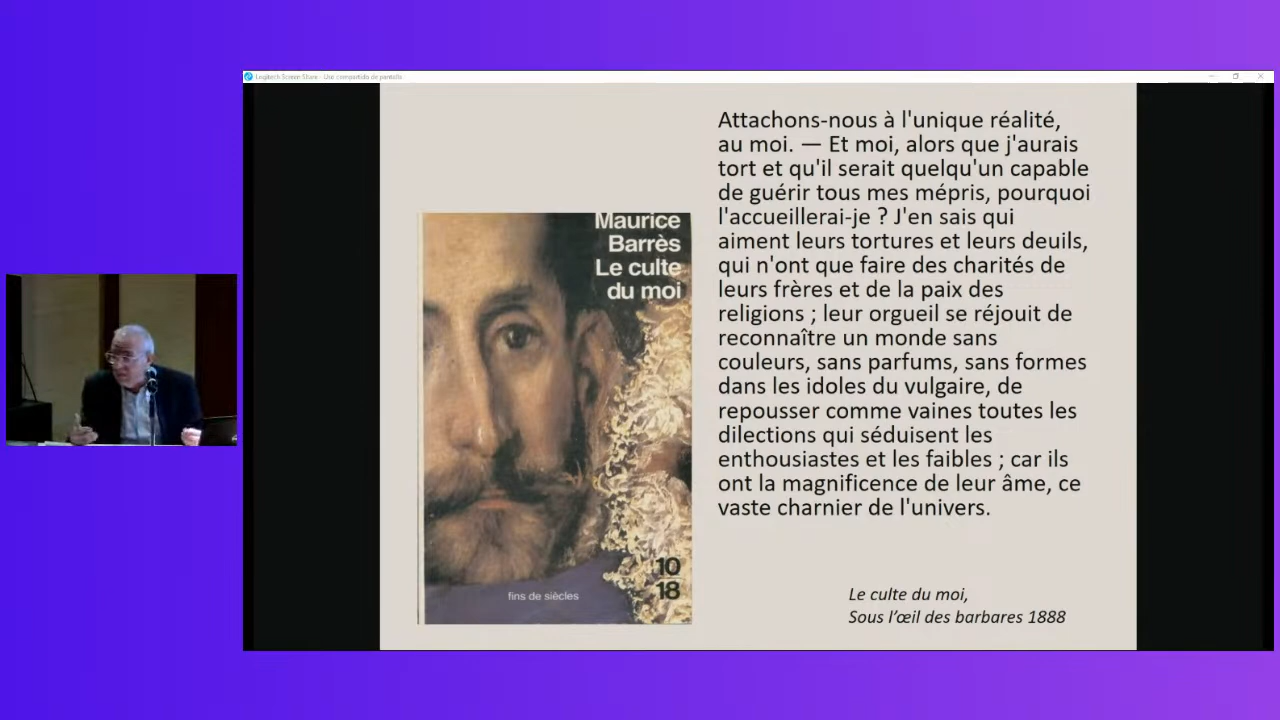 Logitech Screen Share - Uso compartido de pantalla
Maurice
Barrès
Le culte
du moi
10
18
fins de siècles
Attachons-nous à l'unique réalité,
au moi. — Et moi, alors que j'aurais
tort et qu'il serait quelqu'un capable
de guérir tous mes mépris, pourquoi
l'accueillerai-je ? J'en sais qui
aiment leurs tortures et leurs deuils,
qui n'ont que faire des charités de
leurs frères et de la paix des
religions ; leur orgueil se réjouit de
reconnaître un monde sans
couleurs, sans parfums, sans formes
dans les idoles du vulgaire, de
repousser comme vaines toutes les
dilections qui séduisent les
enthousiastes et les faibles ; car ils
ont la magnificence de leur âme, ce
vaste charnier de l'univers.
Le culte du moi,
Sous l’œil des barbares 1888